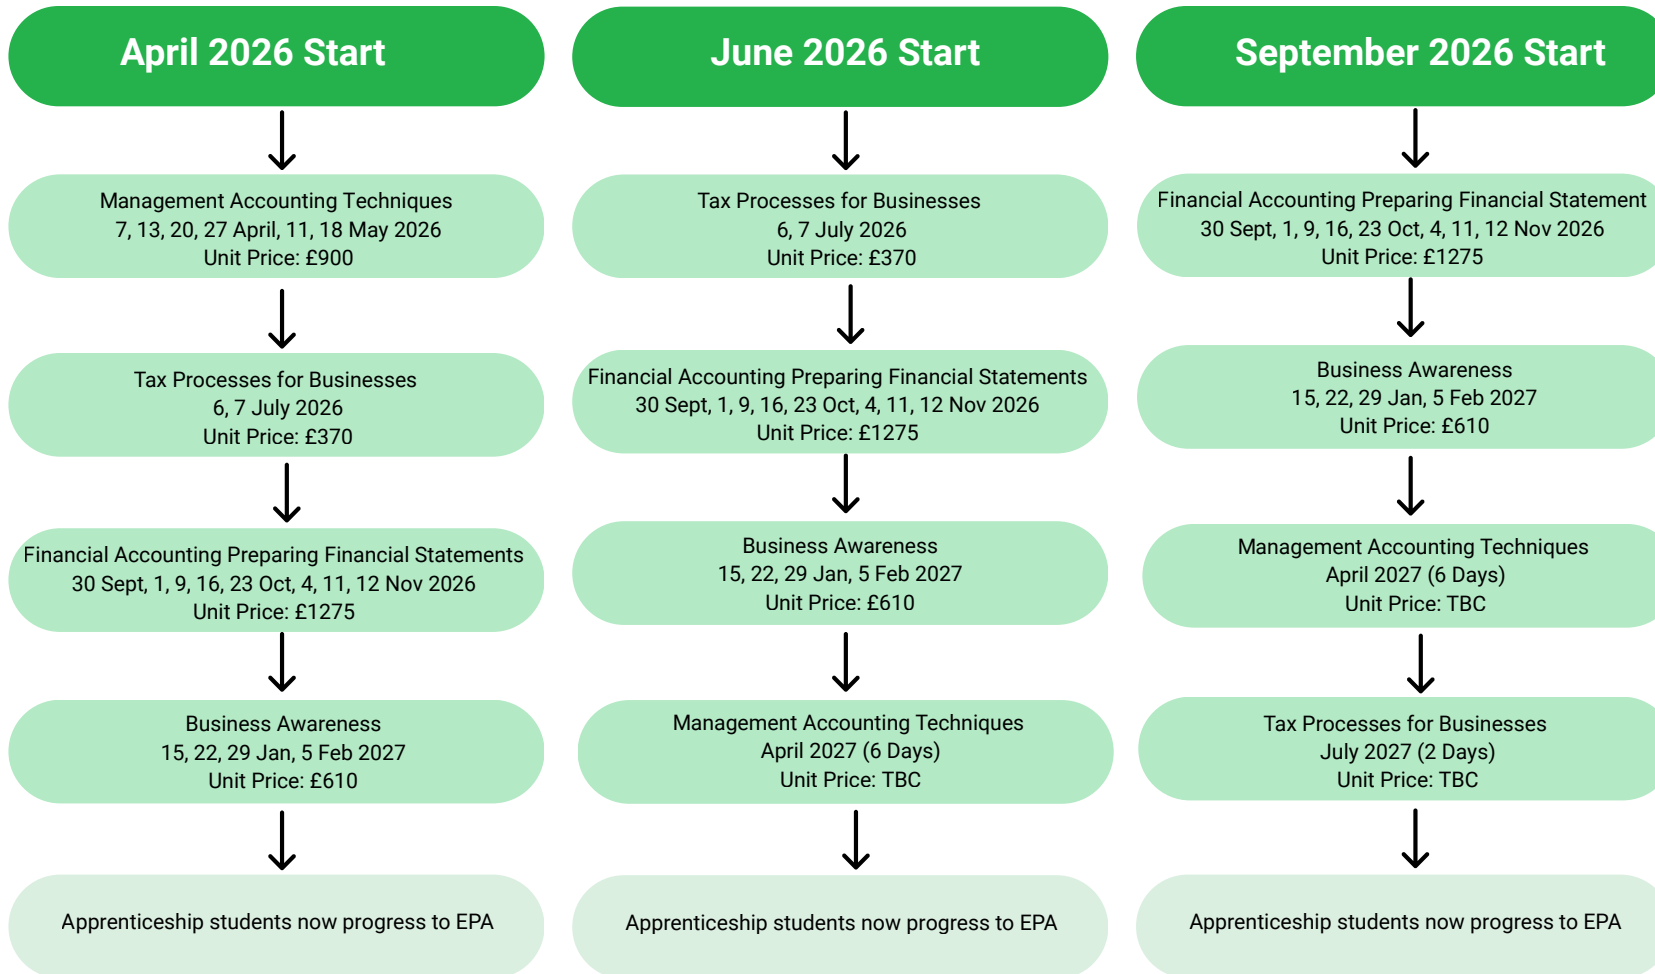 April 2026 Start
Management Accounting Techniques
7, 13, 20, 27 April, 11, 18 May 2026
Unit Price: £900
Tax Processes for Businesses
6, 7 July 2026
Unit Price: £370
Financial Accounting Preparing Financial Statements
30 Sept, 1, 9, 16, 23 Oct, 4, 11, 12 Nov 2026
Unit Price: £1275
Business Awareness
15, 22, 29 Jan, 5 Feb 2027
Unit Price: £610
Apprenticeship students now progress to EPA
June 2026 Start
Tax Processes for Businesses
6, 7 July 2026
Unit Price: £370
Financial Accounting Preparing Financial Statements
30 Sept, 1, 9, 16, 23 Oct, 4, 11, 12 Nov 2026
Unit Price: £1275
Business Awareness
15, 22, 29 Jan, 5 Feb 2027
Unit Price: £610
Management Accounting Techniques
April 2027 (6 Days)
Unit Price: TBC
Apprenticeship students now progress to EPA
September 2026 Start
Financial Accounting Preparing Financial Statement
30 Sept, 1, 9, 16, 23 Oct, 4, 11, 12 Nov 2026
Unit Price: £1275
Business Awareness
15, 22, 29 Jan, 5 Feb 2027
Unit Price: £610
Management Accounting Techniques
April 2027 (6 Days)
Unit Price: TBC
Tax Processes for Businesses
July 2027 (2 Days)
Unit Price: TBC
Apprenticeship students now progress to EPA